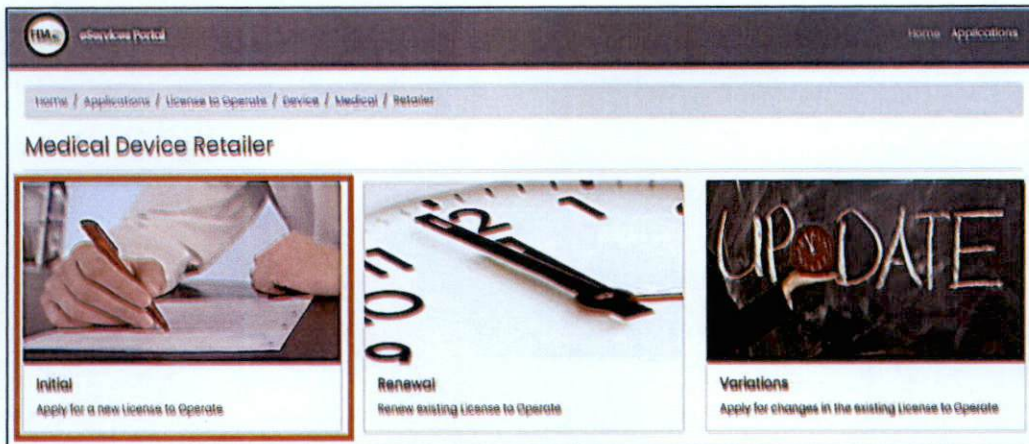 eServices Portal
Home Applications
Home / Applications / License to Operate / Device / Medical / Retailer
Medical Device Retailer
UPDATE
Initial
Apply for a new License to Operate
Renewal
Renew existing License to Operate
Variations
Apply for changes in the existing License to Operate